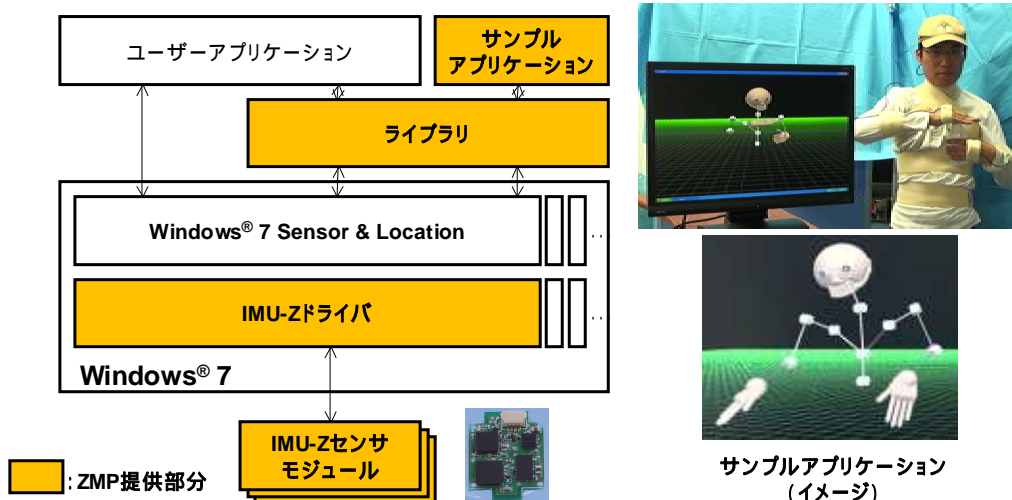 ユーザーアプリケーション
サンプル
アプリケーション
ライブラリ
Windows® 7 Sensor & Location
...
IMU-Zドライバ
...
Windows® 7
IMU-Zセンサ
モジュール
: ZMP提供部分
サンプルアプリケーション
（イメージ）